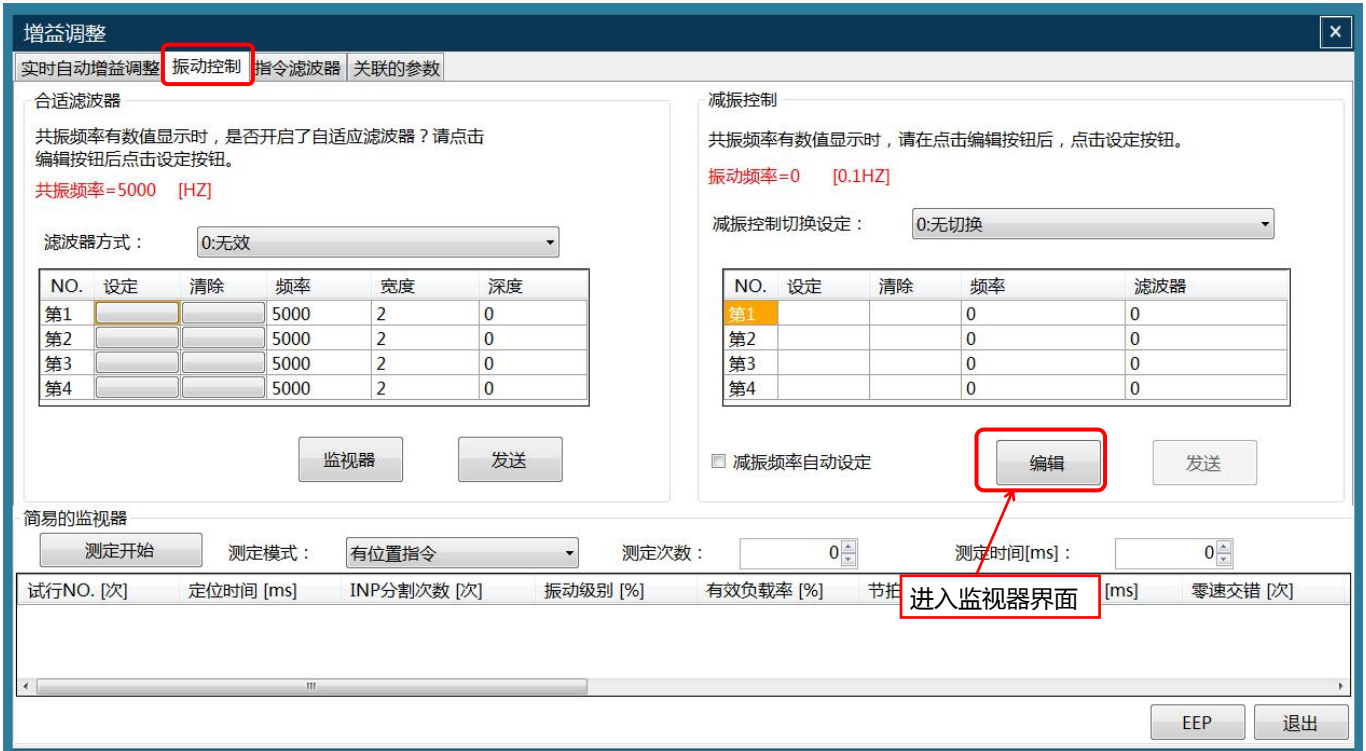 增益调整
实时自动增益调整 振动控制 指令滤波器 关联的参数
合适滤波器
共振频率有数值显示时，是否开启了自适应滤波器？请点击
编辑按钮后点击设定按钮。
共振频率=5000 [HZ]
滤波器方式： 0:无效
NO. 设定 清除 频率 宽度 深度
第1 5000 2 0
第2 5000 2 0
第3 5000 2 0
第4 5000 2 0
监视器 发送
减振控制
共振频率有数值显示时，请在点击编辑按钮后，点击设定按钮。
振动频率=0 [0.1HZ]
减振控制切换设定： 0:无切换
NO. 设定 清除 频率 滤波器
第1 0 0
第2 0 0
第3 0 0
第4 0 0
减振频率自动设定 编辑 发送
简易的监视器
测定开始 测定模式： 有位置指令 测定次数： 0 测定时间[ms]： 0
试行NO. [次] 定位时间 [ms] INP分割次数 [次] 振动级别 [%] 有效负载率 [%] 节拍 [ms] 零速交错 [次]
进入监视器界面
EEP 退出